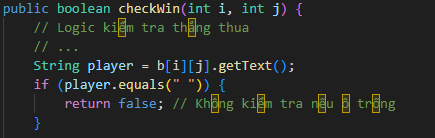 public boolean checkWin(int i, int j) {
// Logic kiểm tra thắng thua
// ...
String player = b[i][j].getText();
if (player.equals(" ")) {
return false; // Không kiểm tra nếu ô trống
}